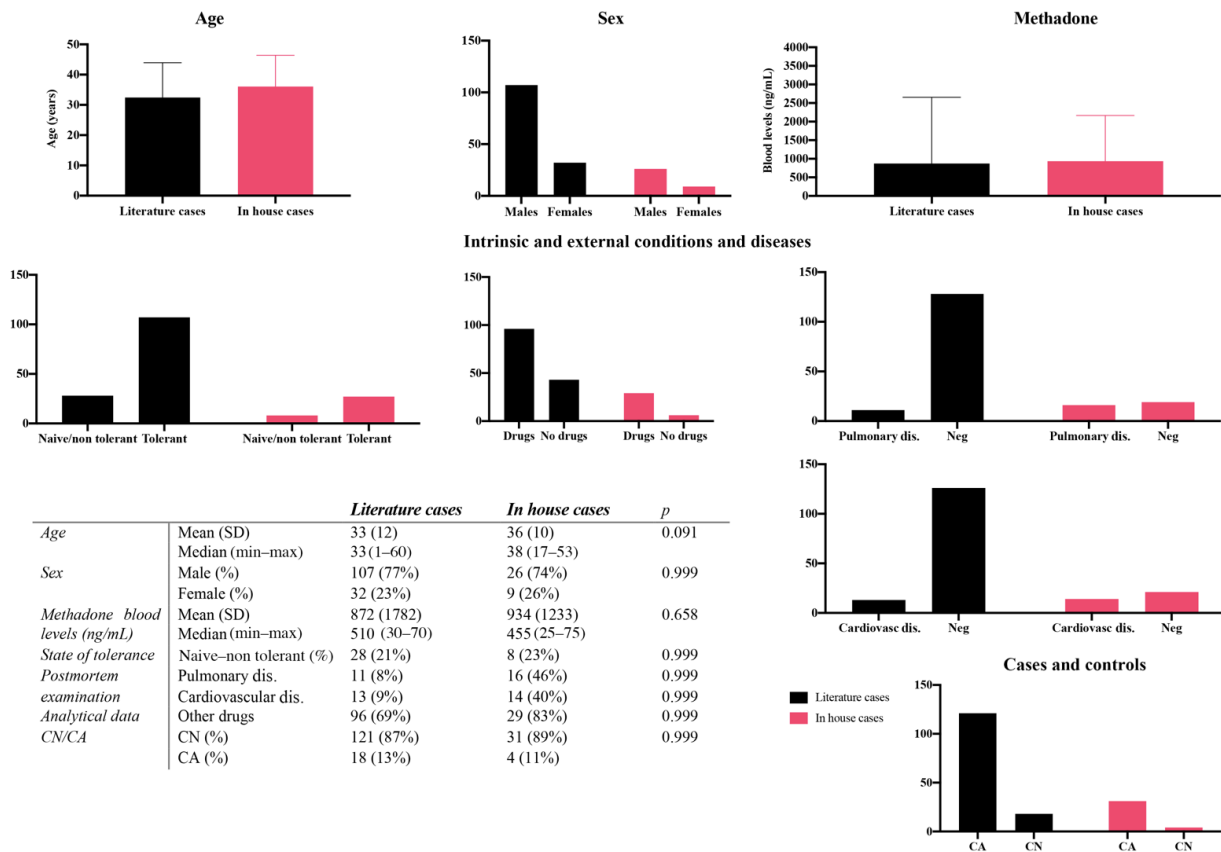 Age
Sex
Methadone
50
40
30
20
10
0
Age (years)
Literature cases In house cases
100
50
0
Males Females Males Females
4000
3500
3000
2500
2000
1500
1000
500
0
Blood levels (ng/mL)
Literature cases In house cases
Intrinsic and external conditions and diseases
150
100
50
0
Naive/non tolerant Tolerant Naive/non tolerant Tolerant
150
100
50
0
Drugs No drugs Drugs No drugs
150
100
50
0
Pulmonary dis. Neg Pulmonary dis. Neg
150
100
50
0
Cardiovasc dis. Neg Cardiovasc dis. Neg
Literature cases In house cases p
Age Mean (SD) 33 (12) 36 (10) 0.091
Median (min–max) 33 (1–60) 38 (17–53)
Sex Male (%) 107 (77%) 26 (74%) 0.999
Female (%) 32 (23%) 9 (26%)
Methadone blood Mean (SD) 872 (1782) 934 (1233) 0.658
levels (ng/mL) Median (min–max) 510 (30–70) 455 (25–75)
State of tolerance Naive–non tolerant (%) 28 (21%) 8 (23%) 0.999
Postmortem Pulmonary dis. 11 (8%) 16 (46%) 0.999
examination Cardiovascular dis. 13 (9%) 14 (40%) 0.999
Analytical data Other drugs 96 (69%) 29 (83%) 0.999
CN/CA CN (%) 121 (87%) 31 (89%) 0.999
CA (%) 18 (13%) 4 (11%)
Cases and controls
Literature cases
In house cases
150
100
50
0
CA CN CA CN